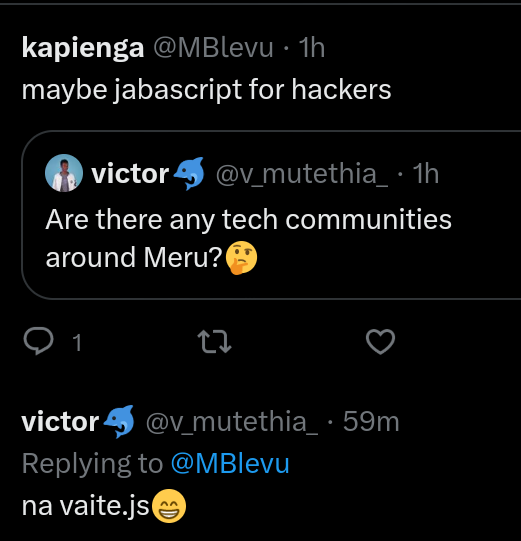 kapienga @MBlevu · 1h
maybe jabascript for hackers
victor🐬 @v_mutethia_ · 1h
Are there any tech communities
around Meru?🤔
1
victor🐬 @v_mutethia_ · 59m
Replying to @MBlevu
na vaite.js😁